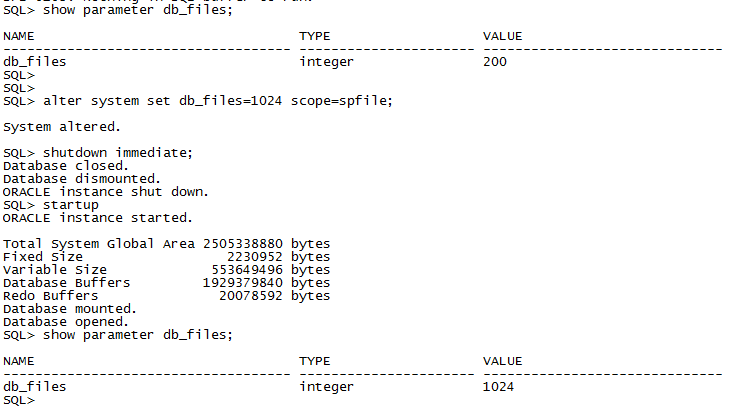 SQL> show parameter db_files;
NAME TYPE VALUE
------------------------------------ ---------------------- ------------------------------
db_files integer 200
SQL>
SQL>
SQL> alter system set db_files=1024 scope=spfile;
System altered.
SQL> shutdown immediate;
Database closed.
Database dismounted.
ORACLE instance shut down.
SQL> startup
ORACLE instance started.
Total System Global Area 2505338880 bytes
Fixed Size 2230952 bytes
Variable Size 553649496 bytes
Database Buffers 1929379840 bytes
Redo Buffers 20078592 bytes
Database mounted.
Database opened.
SQL> show parameter db_files;
NAME TYPE VALUE
------------------------------------ ---------------------- ------------------------------
db_files integer 1024
SQL>